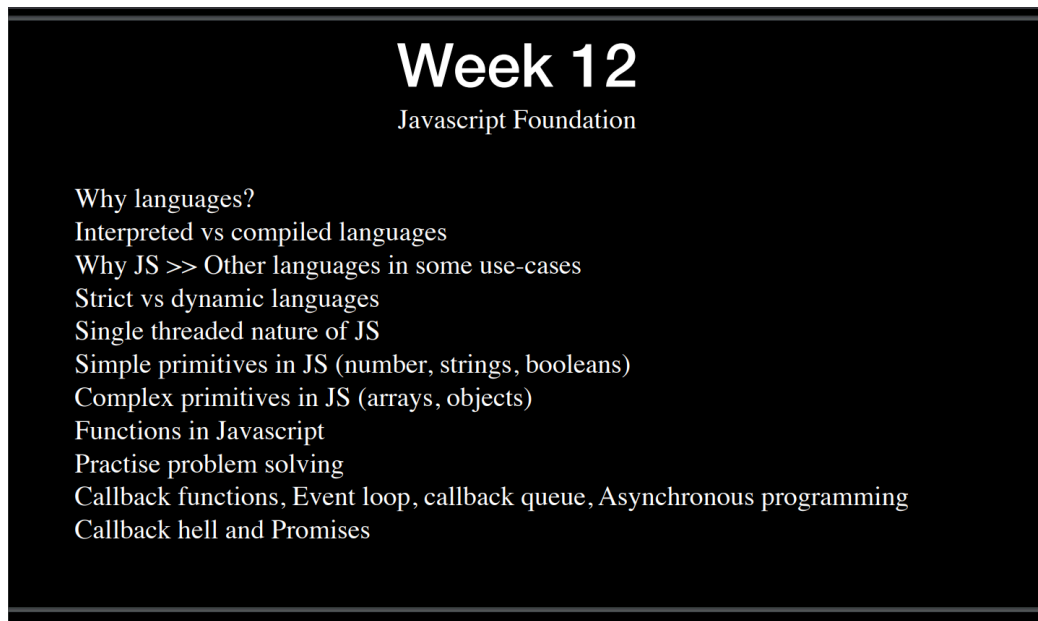 Week 12
Javascript Foundation
Why languages?
Interpreted vs compiled languages
Why JS >> Other languages in some use-cases
Strict vs dynamic languages
Single threaded nature of JS
Simple primitives in JS (number, strings, booleans)
Complex primitives in JS (arrays, objects)
Functions in Javascript
Practise problem solving
Callback functions, Event loop, callback queue, Asynchronous programming
Callback hell and Promises